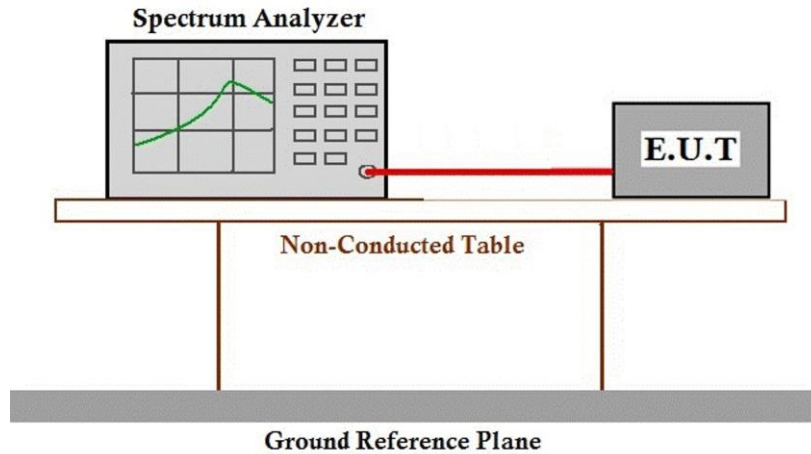 Spectrum Analyzer
E.U.T
Non-Conducted Table
Ground Reference Plane